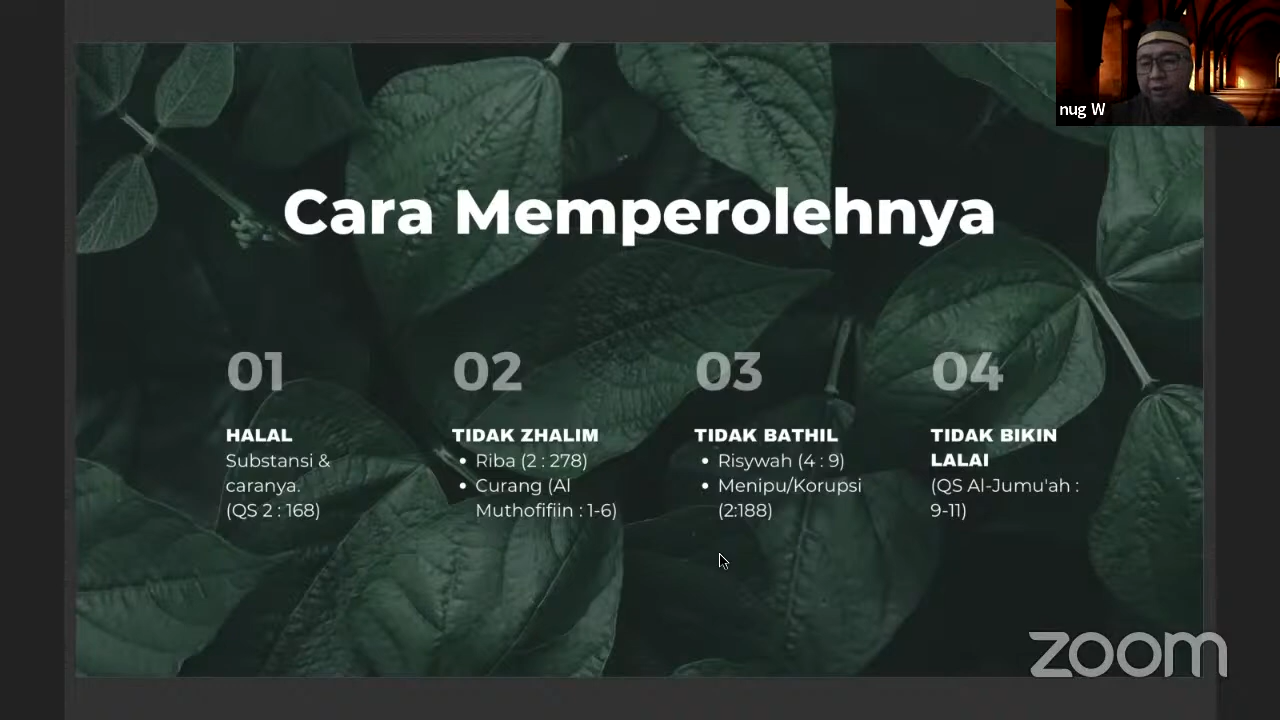 nug W
Cara Memperolehnya
01
HALAL
Substansi &
caranya.
(QS 2 : 168)
02
TIDAK ZHALIM
• Riba (2 : 278)
• Curang (Al
Muthofifiin : 1-6)
03
TIDAK BATHIL
• Risywah (4 : 9)
• Menipu/Korupsi
(2:188)
04
TIDAK BIKIN
LALAI
(QS Al-Jumu'ah :
9-11)
zoom